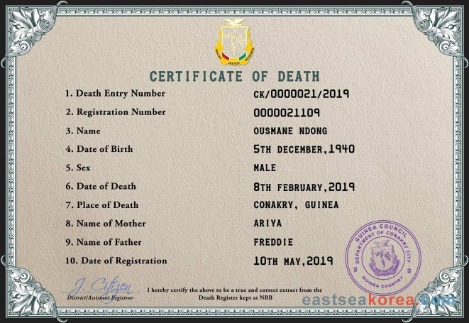 CERTIFICATE OF DEATH
1. Death Entry Number CK/0000021/2019
2. Registration Number 0000021109
3. Name OUSMANE NDONG
4. Date of Birth 5TH DECEMBER,1940
5. Sex MALE
6. Date of Death 8TH FEBRUARY,2019
7. Place of Death CONAKRY, GUINEA
8. Name of Mother ARIYA
9. Name of Father FREDDIE
10. Date of Registration 10TH MAY,2019
GUINEA COUNCIL
DEPARTMENT OF CONAKRY CITY
GUINEA COUNTRY
J. Citizen
District/Assistant Registrar
I hereby certify the above to be a true and correct extract from the
Death Register kept at NRB
eastseakorea.com